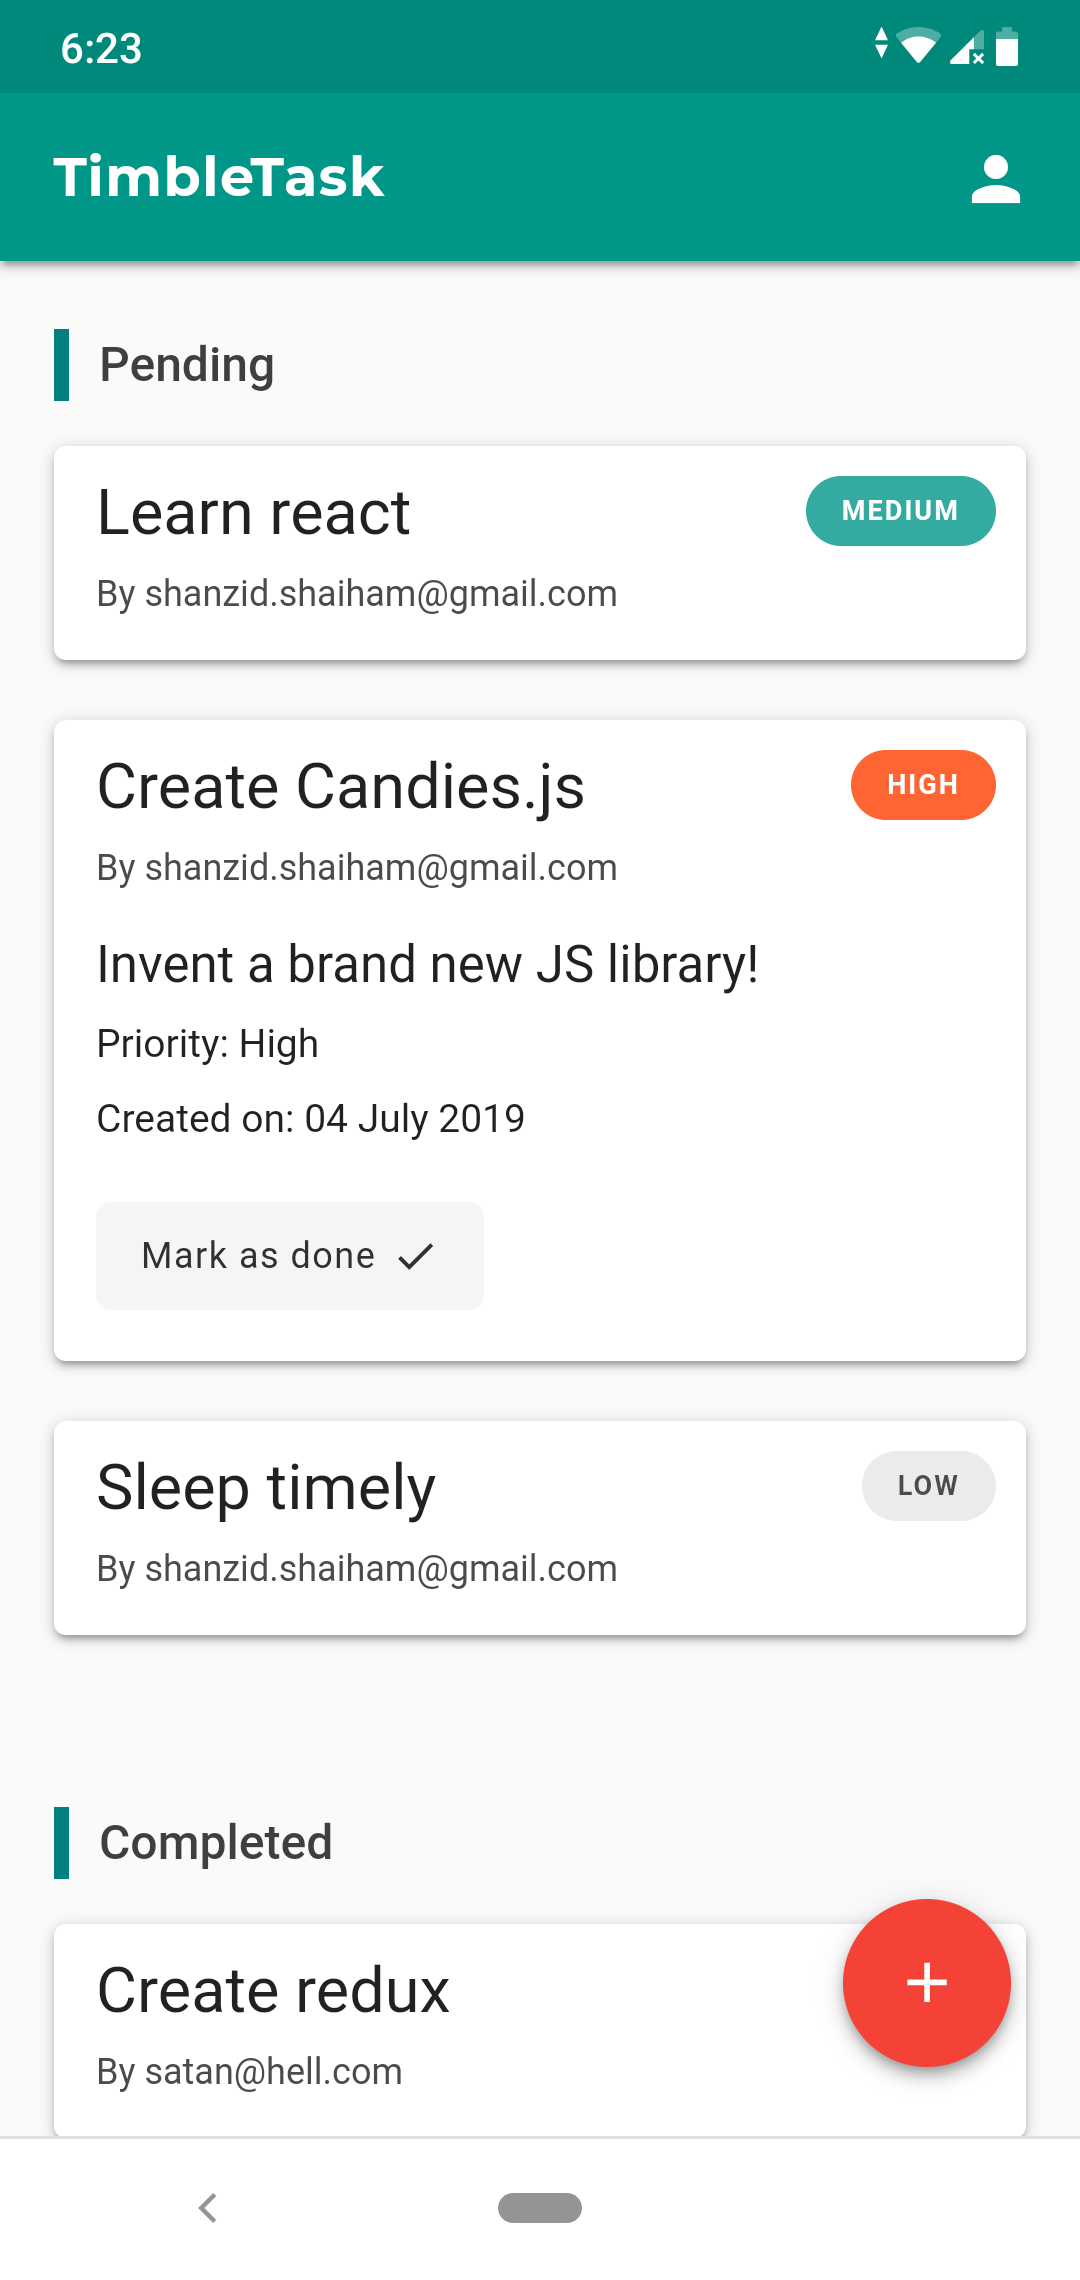 6:23
TimbleTask
Pending
Learn react
MEDIUM
By shanzid.shaiham@gmail.com
Create Candies.js
HIGH
By shanzid.shaiham@gmail.com
Invent a brand new JS library!
Priority: High
Created on: 04 July 2019
Mark as done
Sleep timely
LOW
By shanzid.shaiham@gmail.com
Completed
Create redux
By satan@hell.com